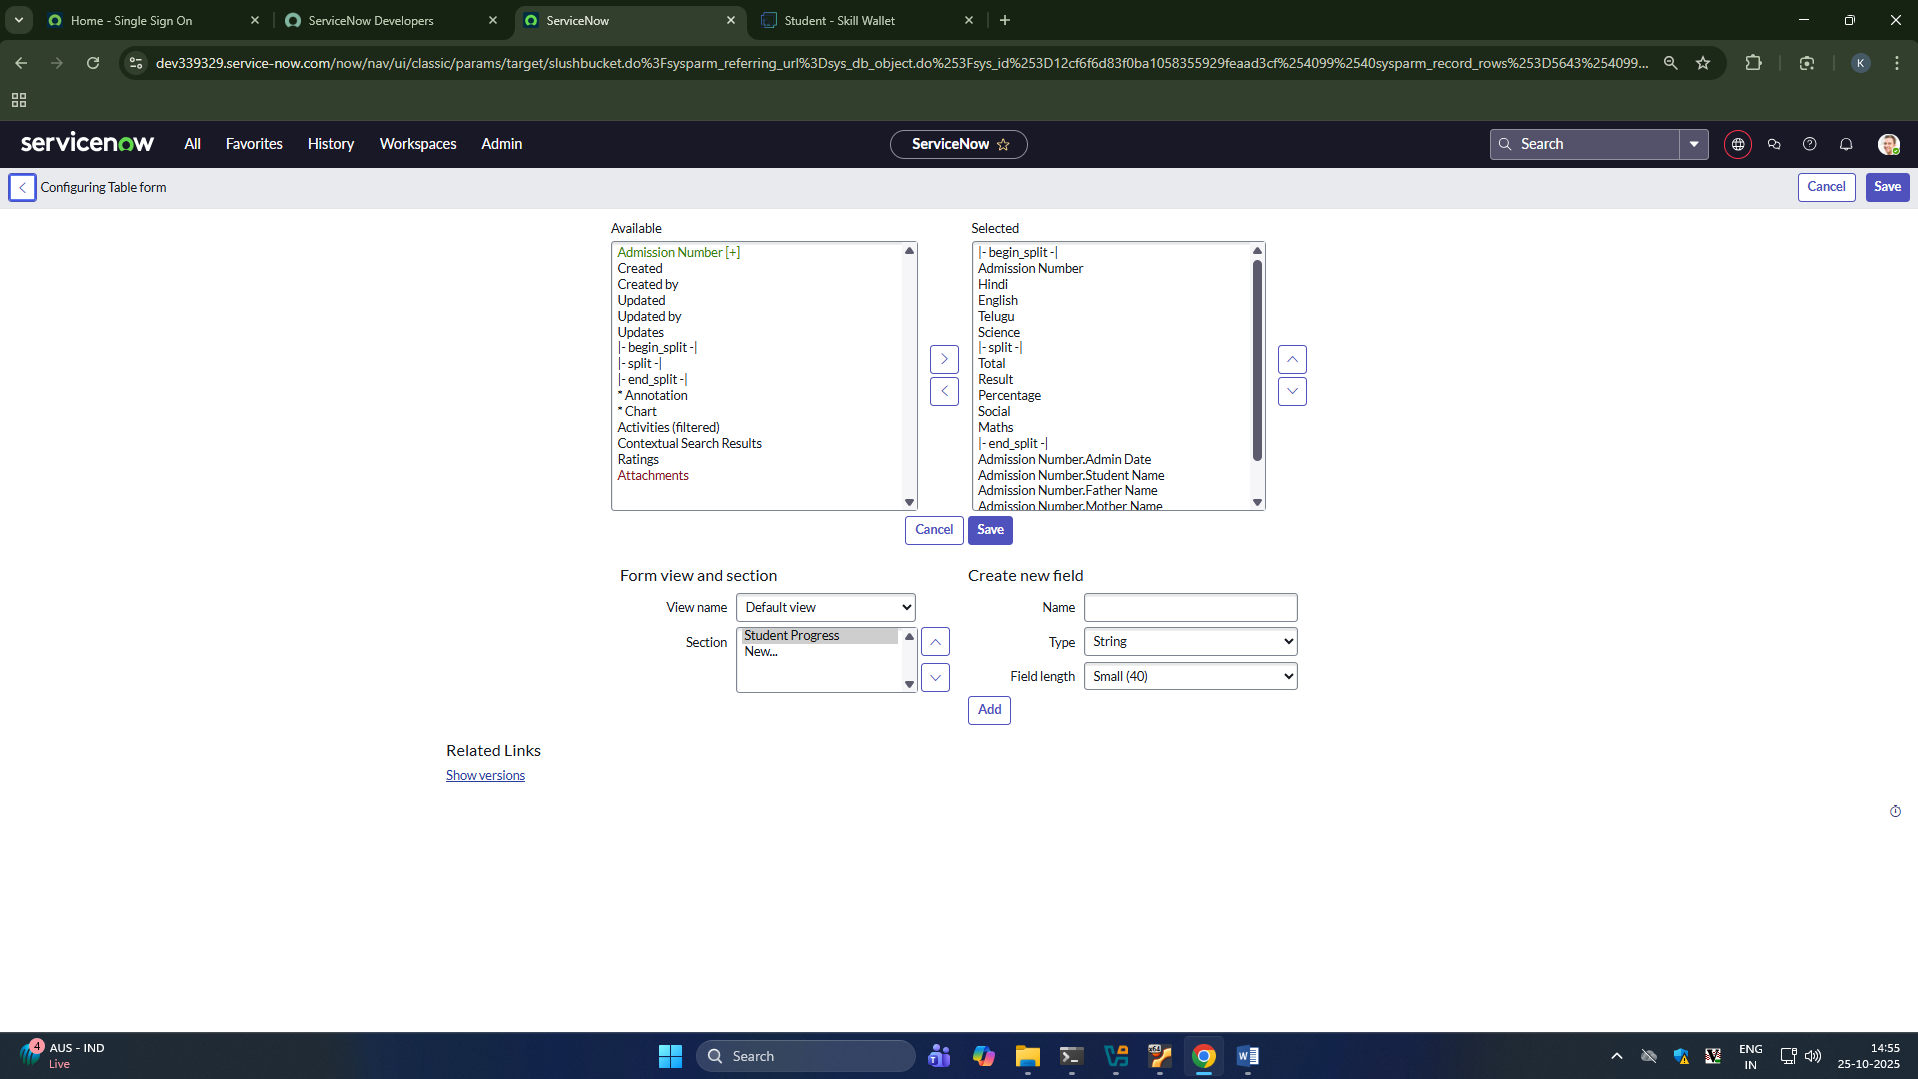 Home - Single Sign On
ServiceNow Developers
ServiceNow
Student - Skill Wallet
dev339329.service-now.com/now/nav/ui/classic/params/target/slushbucket.do%3Fsysparm_referring_url%3Dsys_db_object.do%253Fsys_id%253D12cf6f6d83f0ba1058355929feaad3cf%254099%2540sysparm_record_rows%253D5643%254099...
K
servicenow
All
Favorites
History
Workspaces
Admin
ServiceNow
Search
Configuring Table form
Cancel
Save
Available
Admission Number [+]
Created
Created by
Updated
Updated by
Updates
|- begin_split -|
|- split -|
|- end_split -|
* Annotation
* Chart
Activities (filtered)
Contextual Search Results
Ratings
Attachments
Selected
|- begin_split -|
Admission Number
Hindi
English
Telugu
Science
|- split -|
Total
Result
Percentage
Social
Maths
|- end_split -|
Admission Number.Admin Date
Admission Number.Student Name
Admission Number.Father Name
Admission Number.Mother Name
Cancel
Save
Form view and section
View name
Default view
Section
Student Progress
New...
Create new field
Name
Type
String
Field length
Small (40)
Add
Related Links
Show versions
4
AUS - IND
Live
Search
ENG
IN
14:55
25-10-2025